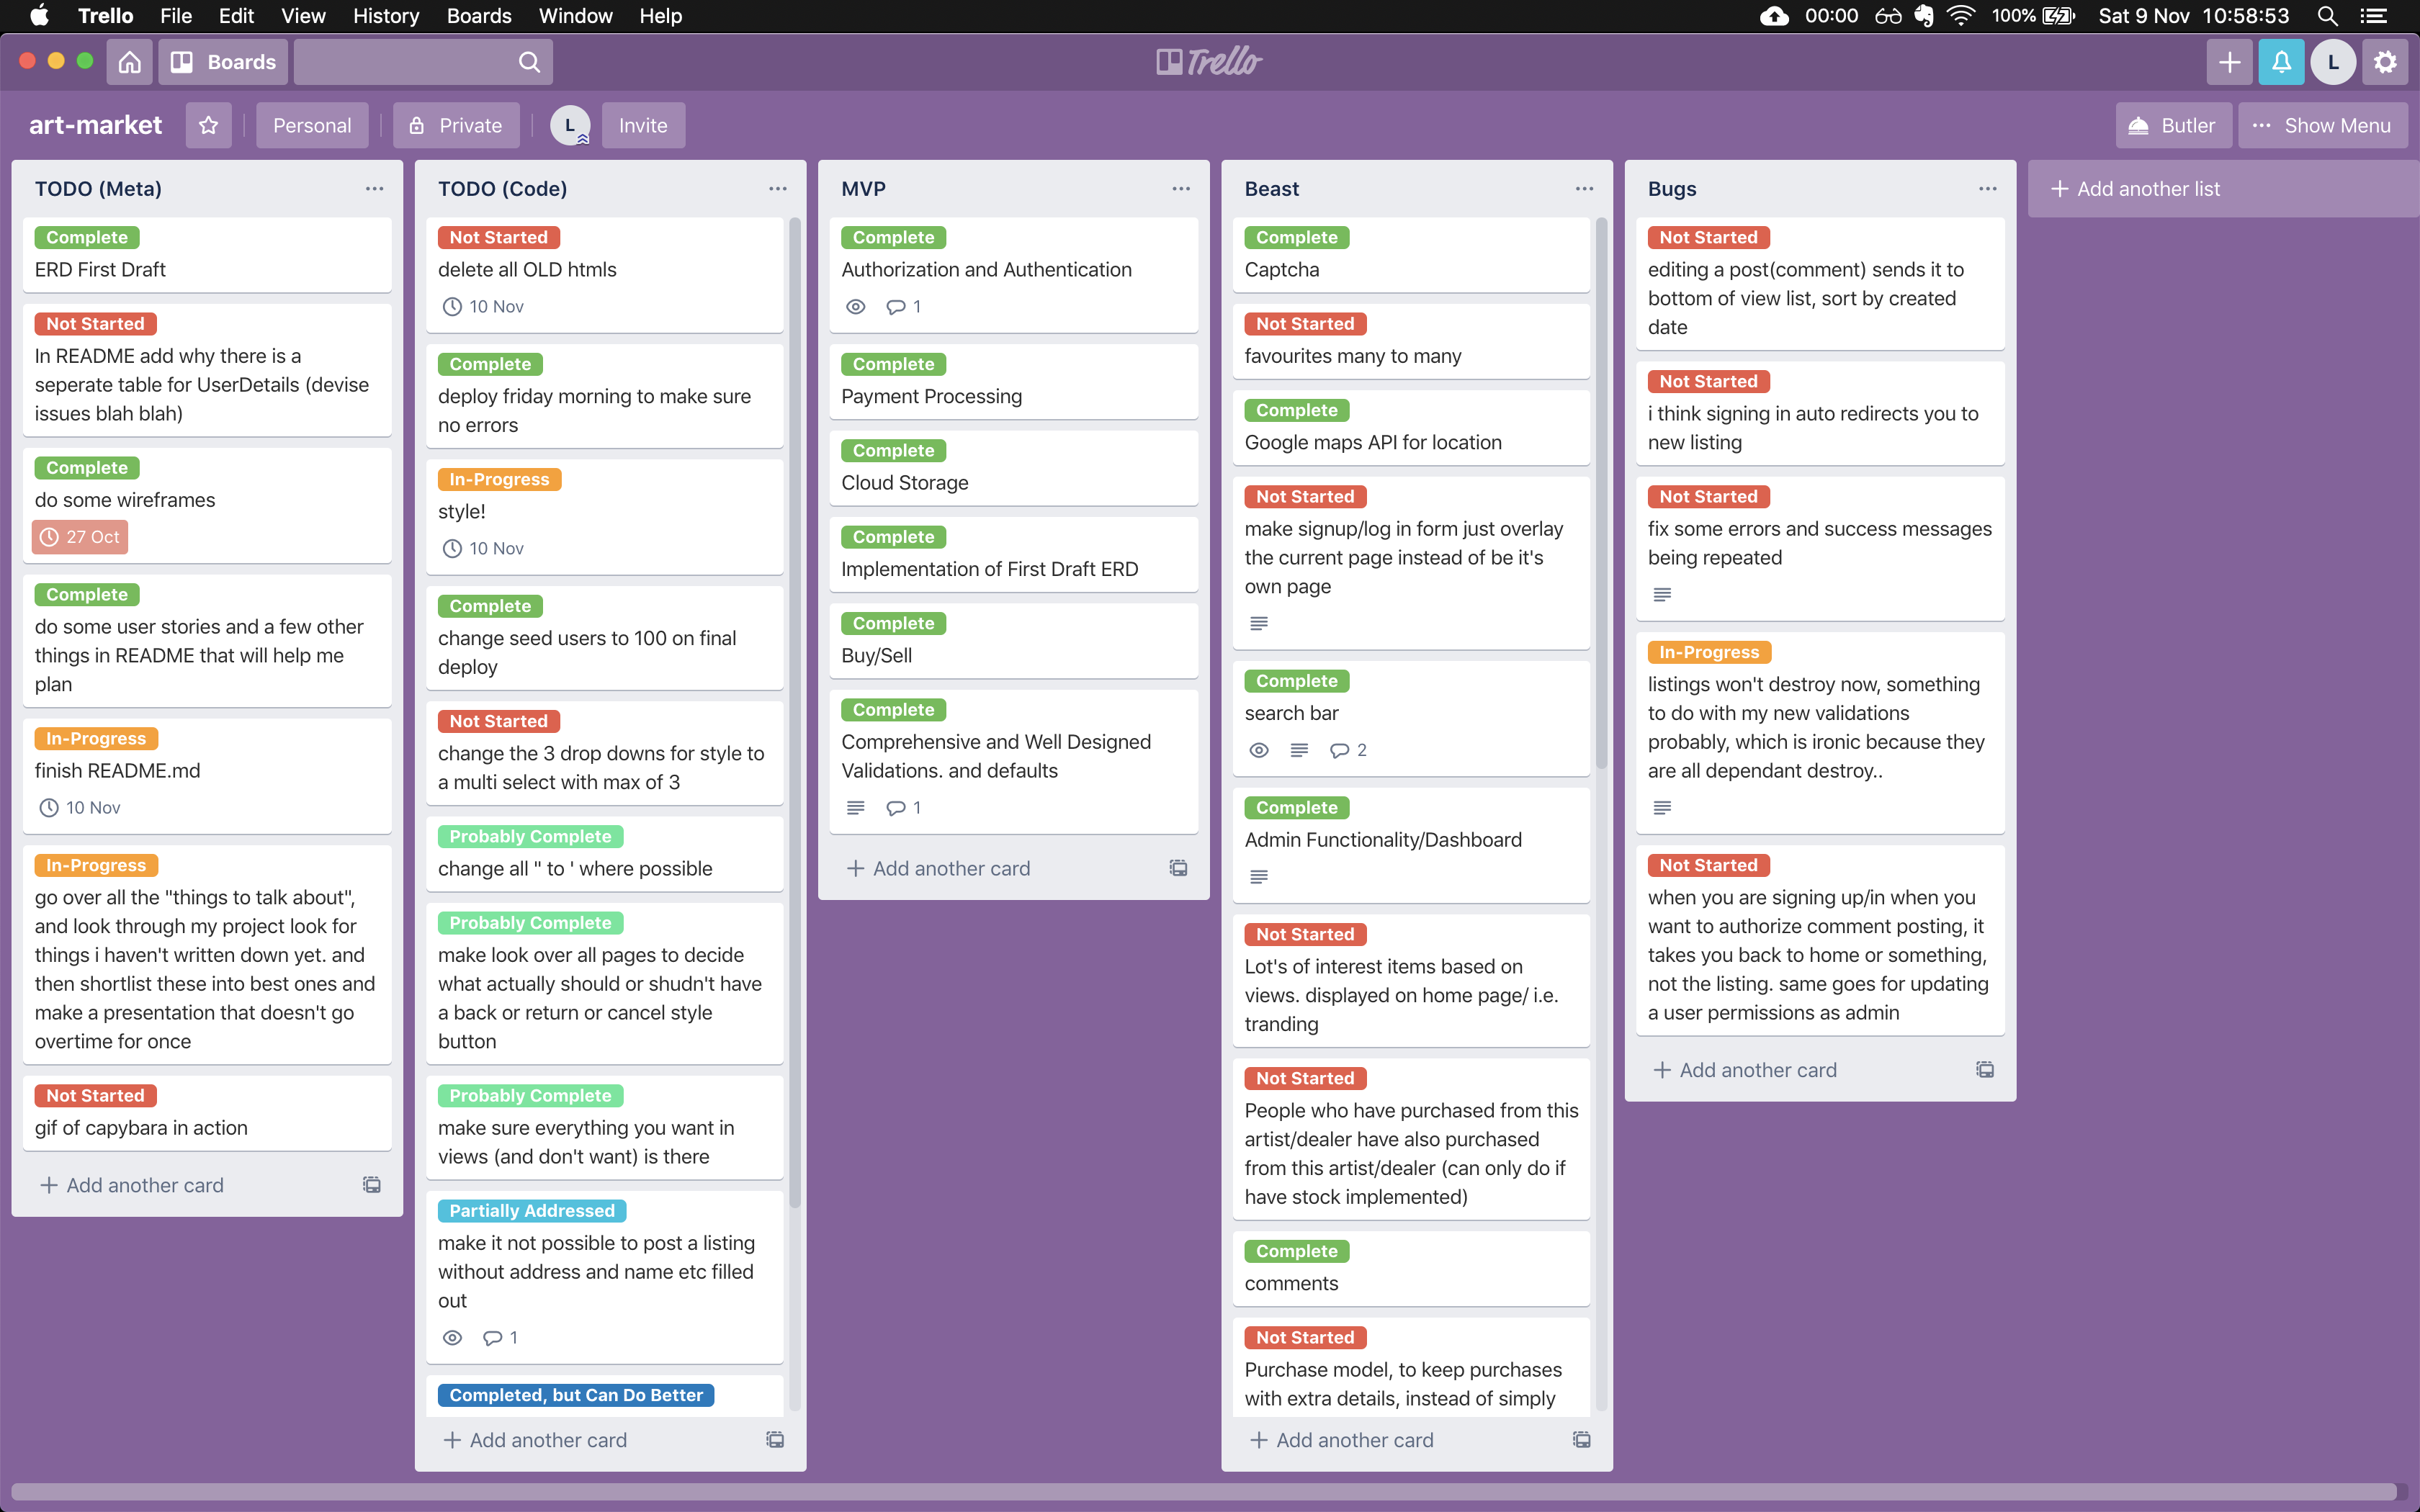 Trello File Edit View History Boards Window Help 00:00 100% Sat 9 Nov 10:58:53
Boards Trello L
art-market Personal Private L Invite Butler Show Menu
TODO (Meta)
Complete
ERD First Draft
Not Started
In README add why there is a
seperate table for UserDetails (devise
issues blah blah)
Complete
do some wireframes
27 Oct
Complete
do some user stories and a few other
things in README that will help me
plan
In-Progress
finish README.md
10 Nov
In-Progress
go over all the "things to talk about",
and look through my project look for
things i haven't written down yet. and
then shortlist these into best ones and
make a presentation that doesn't go
overtime for once
Not Started
gif of capybara in action
+ Add another card
TODO (Code)
Not Started
delete all OLD htmls
10 Nov
Complete
deploy friday morning to make sure
no errors
In-Progress
style!
10 Nov
Complete
change seed users to 100 on final
deploy
Not Started
change the 3 drop downs for style to
a multi select with max of 3
Probably Complete
change all " to ' where possible
Probably Complete
make look over all pages to decide
what actually should or shudn't have
a back or return or cancel style
button
Probably Complete
make sure everything you want in
views (and don't want) is there
Partially Addressed
make it not possible to post a listing
without address and name etc filled
out
1
Completed, but Can Do Better
+ Add another card
MVP
Complete
Authorization and Authentication
1
Complete
Payment Processing
Complete
Cloud Storage
Complete
Implementation of First Draft ERD
Complete
Buy/Sell
Complete
Comprehensive and Well Designed
Validations. and defaults
1
+ Add another card
Beast
Complete
Captcha
Not Started
favourites many to many
Complete
Google maps API for location
Not Started
make signup/log in form just overlay
the current page instead of be it's
own page
Complete
search bar
2
Complete
Admin Functionality/Dashboard
Not Started
Lot's of interest items based on
views. displayed on home page/ i.e.
tranding
Not Started
People who have purchased from this
artist/dealer have also purchased
from this artist/dealer (can only do if
have stock implemented)
Complete
comments
Not Started
Purchase model, to keep purchases
with extra details, instead of simply
+ Add another card
Bugs
Not Started
editing a post(comment) sends it to
bottom of view list, sort by created
date
Not Started
i think signing in auto redirects you to
new listing
Not Started
fix some errors and success messages
being repeated
In-Progress
listings won't destroy now, something
to do with my new validations
probably, which is ironic because they
are all dependant destroy..
Not Started
when you are signing up/in when you
want to authorize comment posting, it
takes you back to home or something,
not the listing. same goes for updating
a user permissions as admin
+ Add another card
+ Add another list